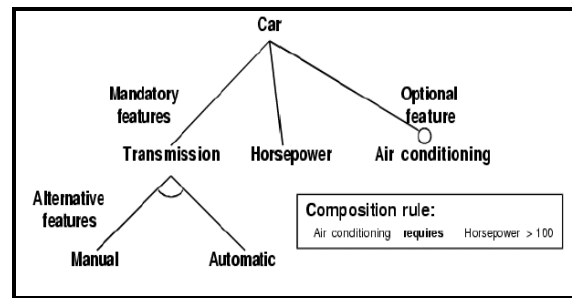 Car
Mandatory
features
Optional
feature
Transmission
Horsepower
Air conditioning
Alternative
features
Manual
Automatic
Composition rule:
Air conditioning requires Horsepower > 100